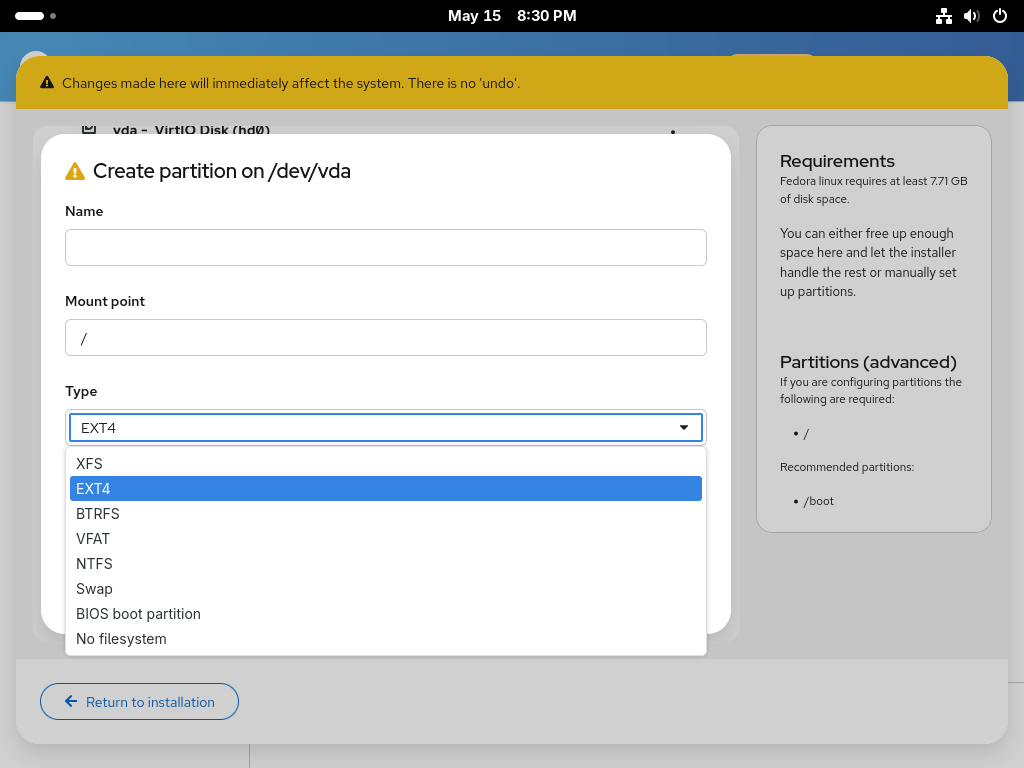 May 15 8:30 PM
Changes made here will immediately affect the system. There is no 'undo'.
vda - VirtIO Disk (hd0)
Create partition on /dev/vda
Name
Mount point
/
Type
EXT4
XFS
EXT4
BTRFS
VFAT
NTFS
Swap
BIOS boot partition
No filesystem
Requirements
Fedora linux requires at least 7.71 GB
of disk space.
You can either free up enough
space here and let the installer
handle the rest or manually set
up partitions.
Partitions (advanced)
If you are configuring partitions the
following are required:
• /
Recommended partitions:
• /boot
Return to installation